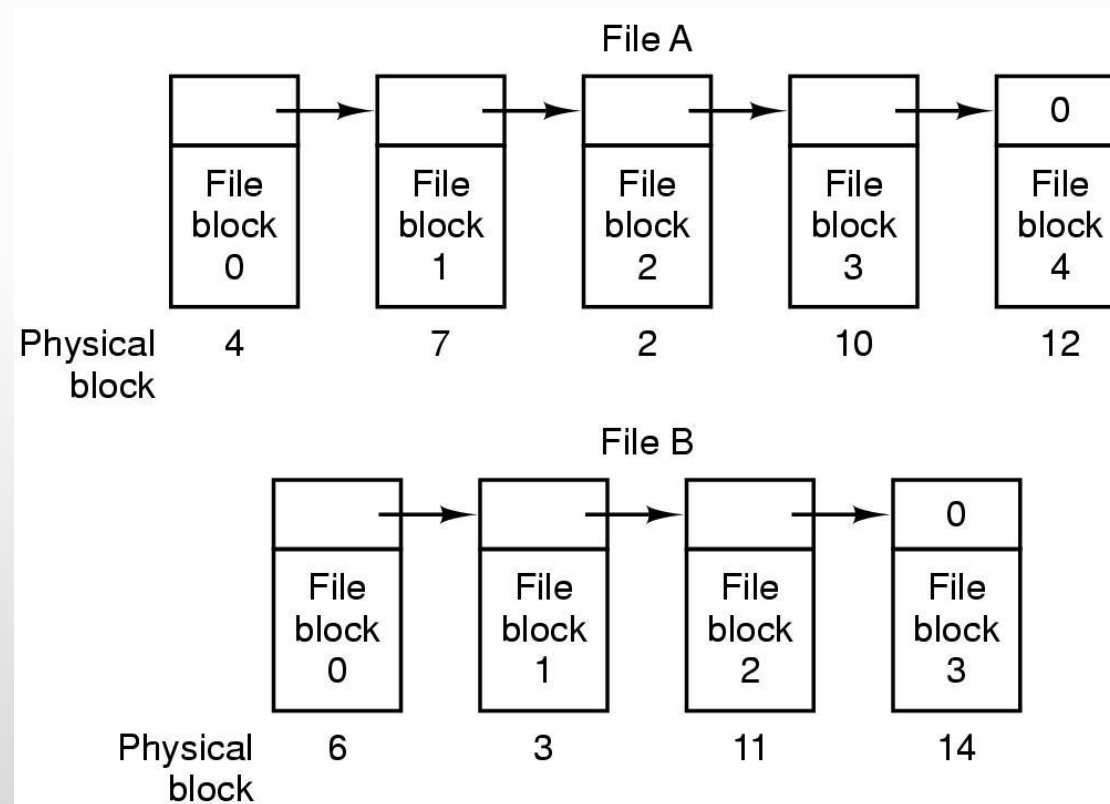 File A
0
File File File File File
block block block block block
0 1 2 3 4
Physical 4 7 2 10 12
block
File B
0
File File File File
block block block block
0 1 2 3
Physical 6 3 11 14
block